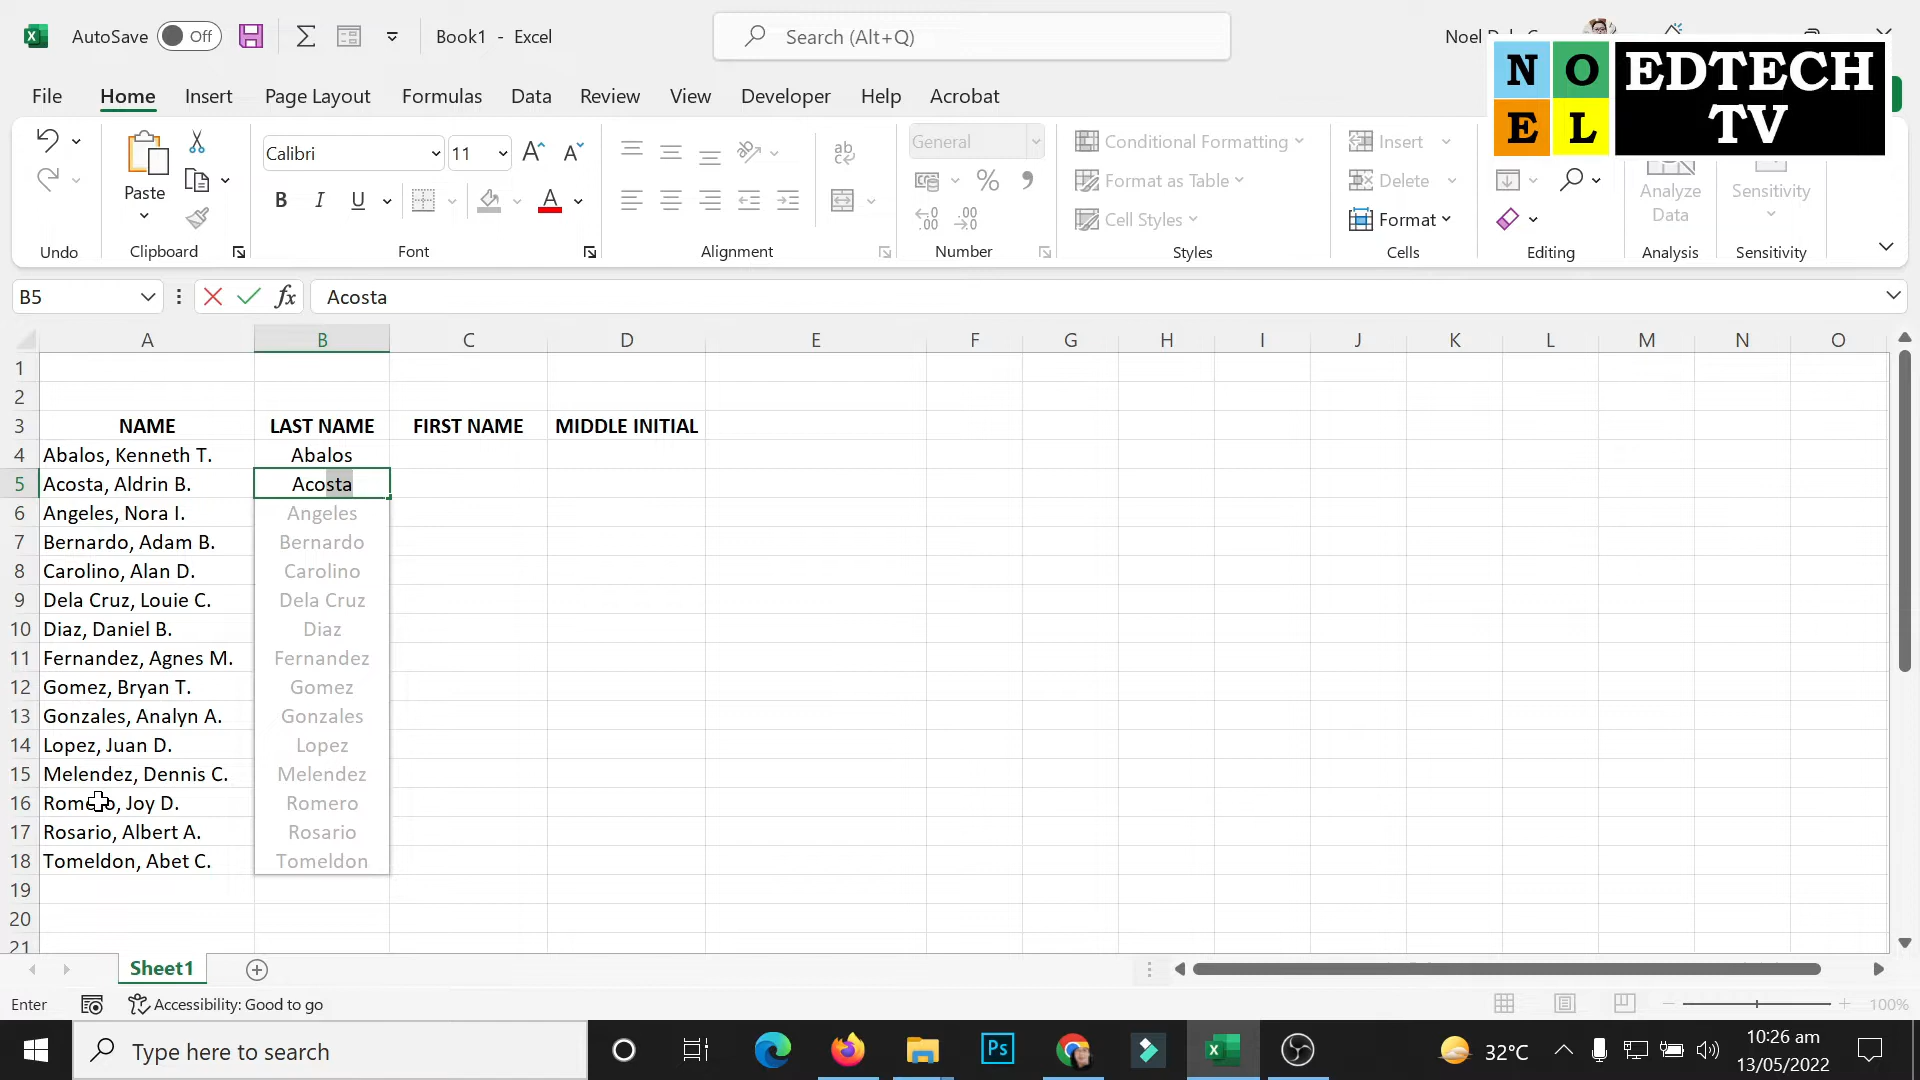 AutoSave Off Book1 - Excel Search (Alt+Q) Noel
N O E L EDTECH TV
File Home Insert Page Layout Formulas Data Review View Developer Help Acrobat
Calibri 11 ab General Conditional Formatting Insert
Paste Format as Table Delete Analyze Data Sensitivity
B I U A Cell Styles Format
Undo Clipboard Font Alignment Number Styles Cells Editing Analysis Sensitivity
B5 fx Acosta
A B C D E F G H I J K L M N O
1
2
3 NAME LAST NAME FIRST NAME MIDDLE INITIAL
4 Abalos, Kenneth T. Abalos
5 Acosta, Aldrin B. Acosta
6 Angeles, Nora I. Angeles
7 Bernardo, Adam B. Bernardo
8 Carolino, Alan D. Carolino
9 Dela Cruz, Louie C. Dela Cruz
10 Diaz, Daniel B. Diaz
11 Fernandez, Agnes M. Fernandez
12 Gomez, Bryan T. Gomez
13 Gonzales, Analyn A. Gonzales
14 Lopez, Juan D. Lopez
15 Melendez, Dennis C. Melendez
16 Romero, Joy D. Romero
17 Rosario, Albert A. Rosario
18 Tomeldon, Abet C. Tomeldon
19
20
21
Sheet1
Enter Accessibility: Good to go 100%
Type here to search Ps 32°C 10:26 am
13/05/2022